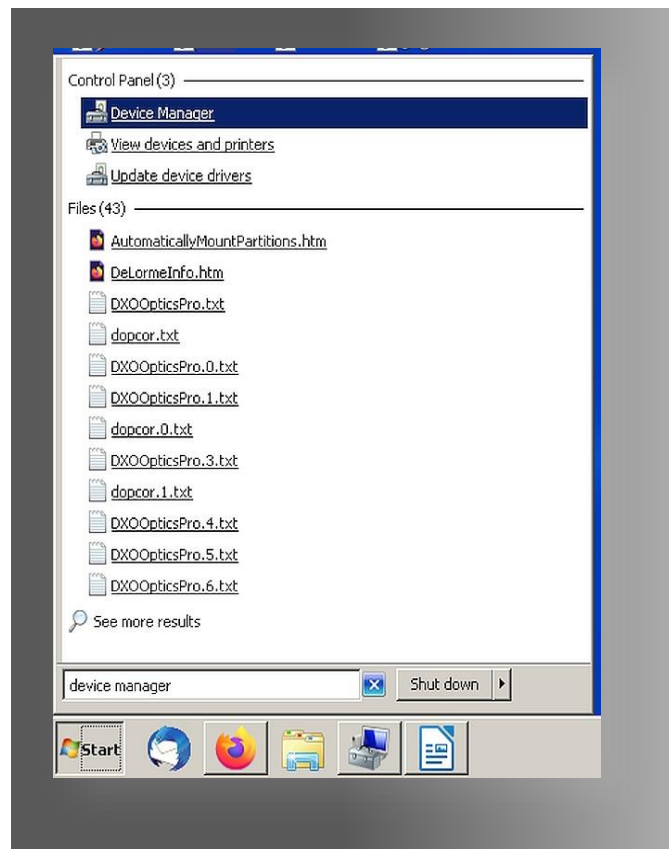 Control Panel (3)
Device Manager
View devices and printers
Update device drivers
Files (43)
AutomaticallyMountPartitions.htm
DeLormeInfo.htm
DXOOpticsPro.txt
dopcor.txt
DXOOpticsPro.0.txt
DXOOpticsPro.1.txt
dopcor.0.txt
DXOOpticsPro.3.txt
dopcor.1.txt
DXOOpticsPro.4.txt
DXOOpticsPro.5.txt
DXOOpticsPro.6.txt
See more results
device manager Shut down
Start